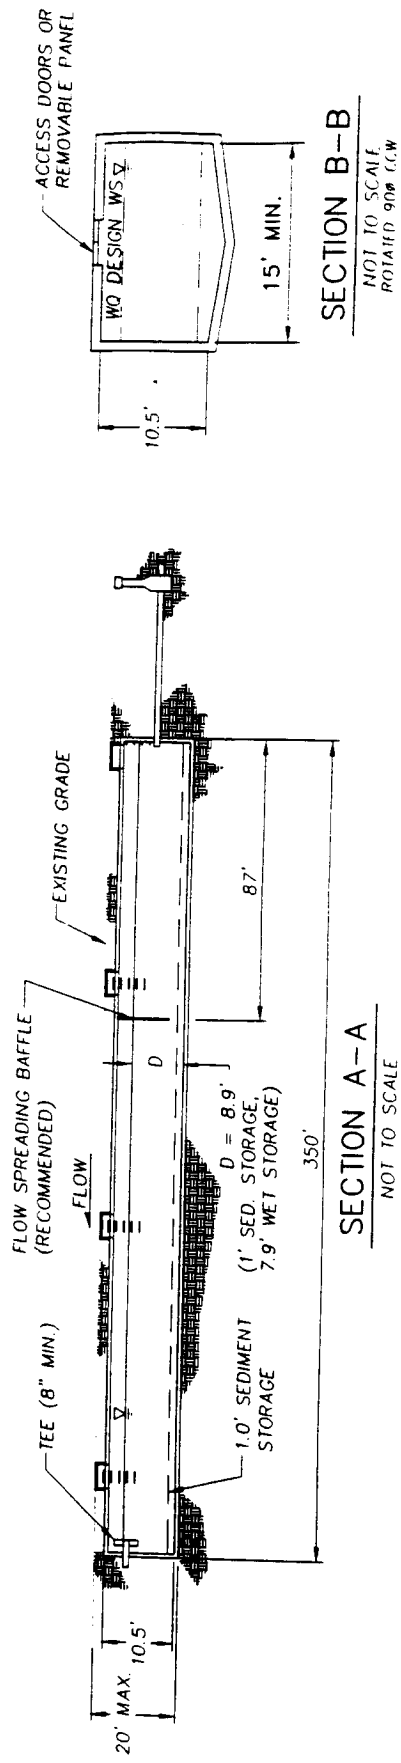 TEE (8" MIN.)
FLOW SPREADING BAFFLE
(RECOMMENDED)
FLOW
EXISTING GRADE
20' MAX.
10.5'
D
1.0' SEDIMENT
STORAGE
D = 8.9'
(1' SED. STORAGE,
7.9' WET STORAGE)
87'
350'
SECTION A-A
NOT TO SCALE
ACCESS DOORS OR
REMOVABLE PANEL
WQ DESIGN WS
10.5'
15' MIN.
SECTION B-B
NOT TO SCALE
ROTATED 90ø CCW